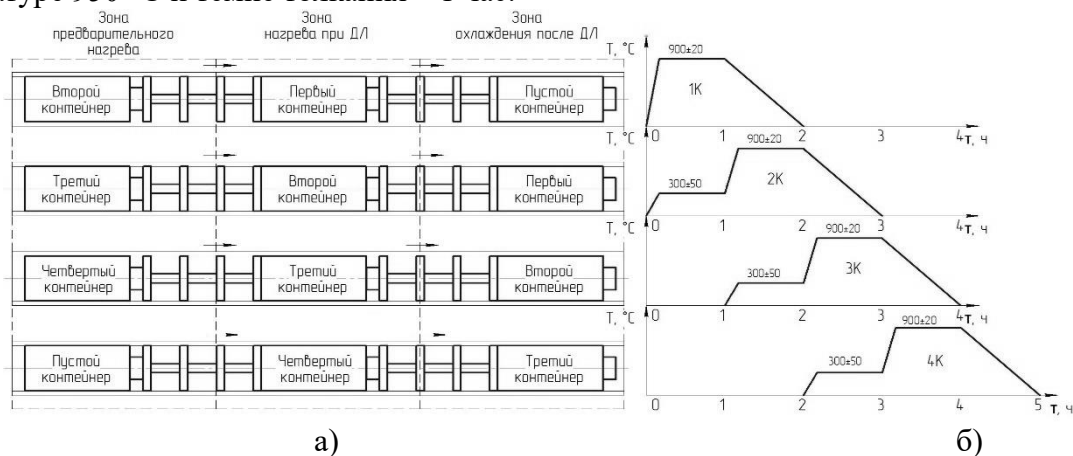 Зона
предварительного
нагрева
Зона
нагрева при ДЛ
Зона
охлаждения после ДЛ
Второй
контейнер
Первый
контейнер
Пустой
контейнер
Третий
контейнер
Второй
контейнер
Первый
контейнер
Четвертый
контейнер
Третий
контейнер
Второй
контейнер
Пустой
контейнер
Четвертый
контейнер
Третий
контейнер
T, °C
900±20
1К
0 1 2 3 4 т, ч
T, °C
300±50
900±20
2К
0 1 2 3 4 т, ч
T, °C
300±50
900±20
3К
0 1 2 3 4 т, ч
T, °C
300±50
900±20
4К
0 1 2 3 4 5 т, ч
а) б)